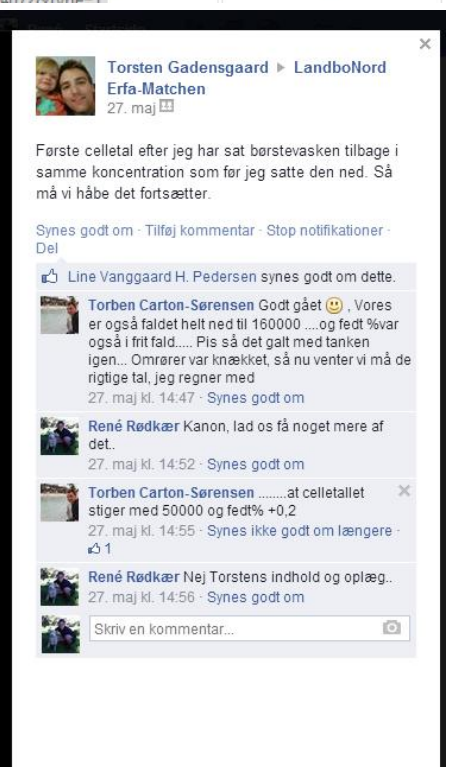 Torsten Gadensgaard ▸ LandboNord
Erfa-Matchen
27. maj
Første celletal efter jeg har sat børstevasken tilbage i
samme koncentration som før jeg satte den ned. Så
må vi håbe det fortsætter.
Synes godt om · Tilføj kommentar · Stop notifikationer ·
Del
Line Vanggaard H. Pedersen synes godt om dette.
Torben Carton-Sørensen Godt gået 🙂 , Vores
er også faldet helt ned til 160000 ....og fedt %var
også i frit fald..... Pis så det galt med tanken
igen... Omrører var knækket, så nu venter vi må de
rigtige tal, jeg regner med
27. maj kl. 14:47 · Synes godt om
René Rødkær Kanon, lad os få noget mere af
det..
27. maj kl. 14:52 · Synes godt om
Torben Carton-Sørensen ........at celletallet
stiger med 50000 og fedt% +0,2
27. maj kl. 14:55 · Synes ikke godt om længere ·
1
René Rødkær Nej Torstens indhold og oplæg..
27. maj kl. 14:56 · Synes godt om
Skriv en kommentar...